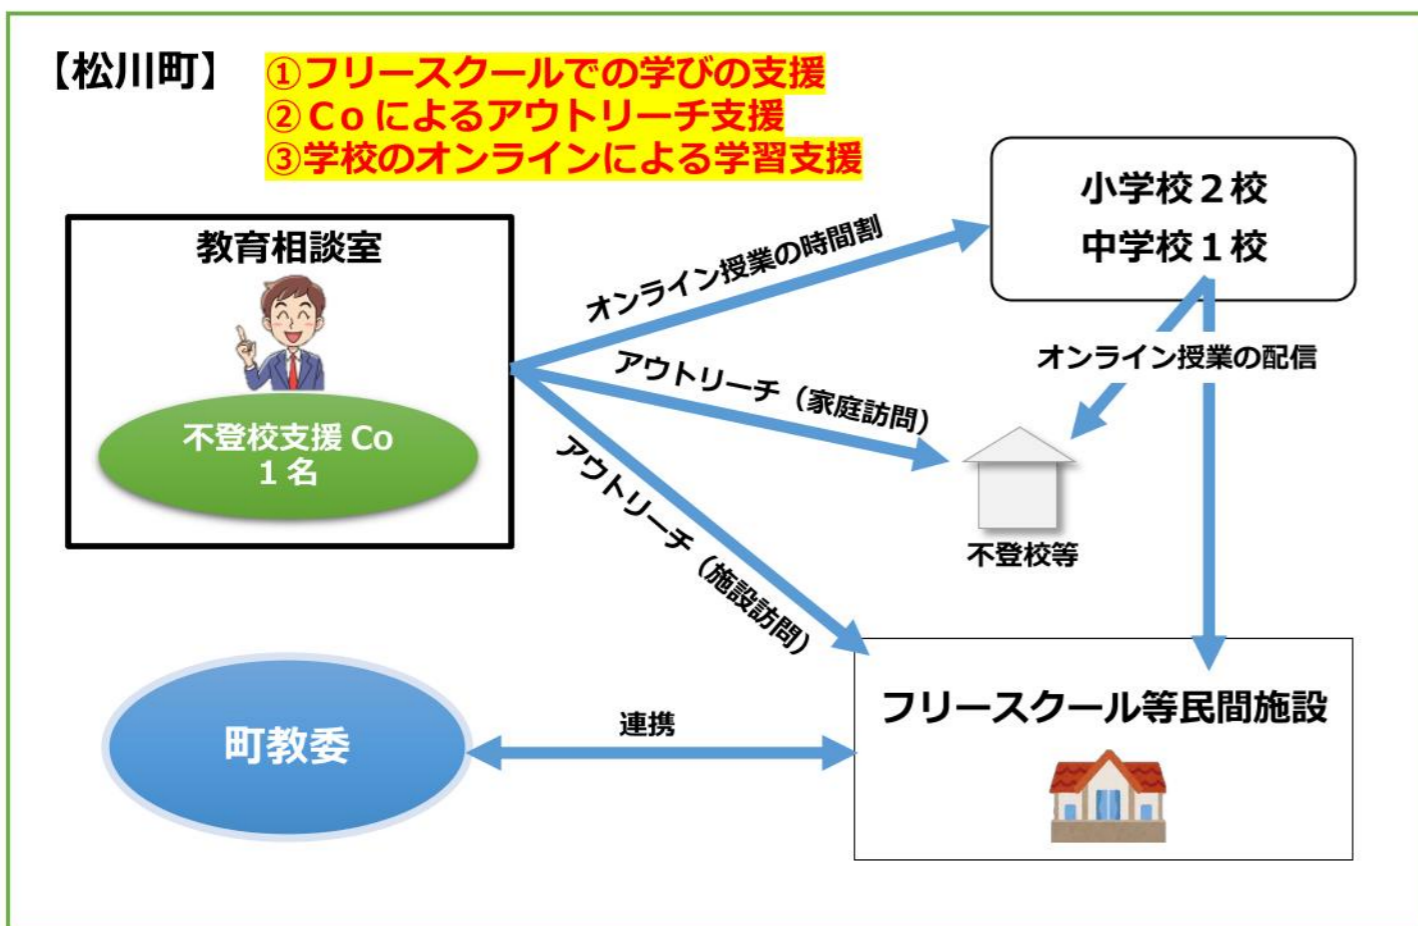 【松川町】
①フリースクールでの学びの支援
②Ｃｏによるアウトリーチ支援
③学校のオンラインによる学習支援
教育相談室
不登校支援 Co
１名
オンライン授業の時間割
小学校２校
中学校１校
アウトリーチ（家庭訪問）
オンライン授業の配信
アウトリーチ（施設訪問）
不登校等
町教委
連携
フリースクール等民間施設